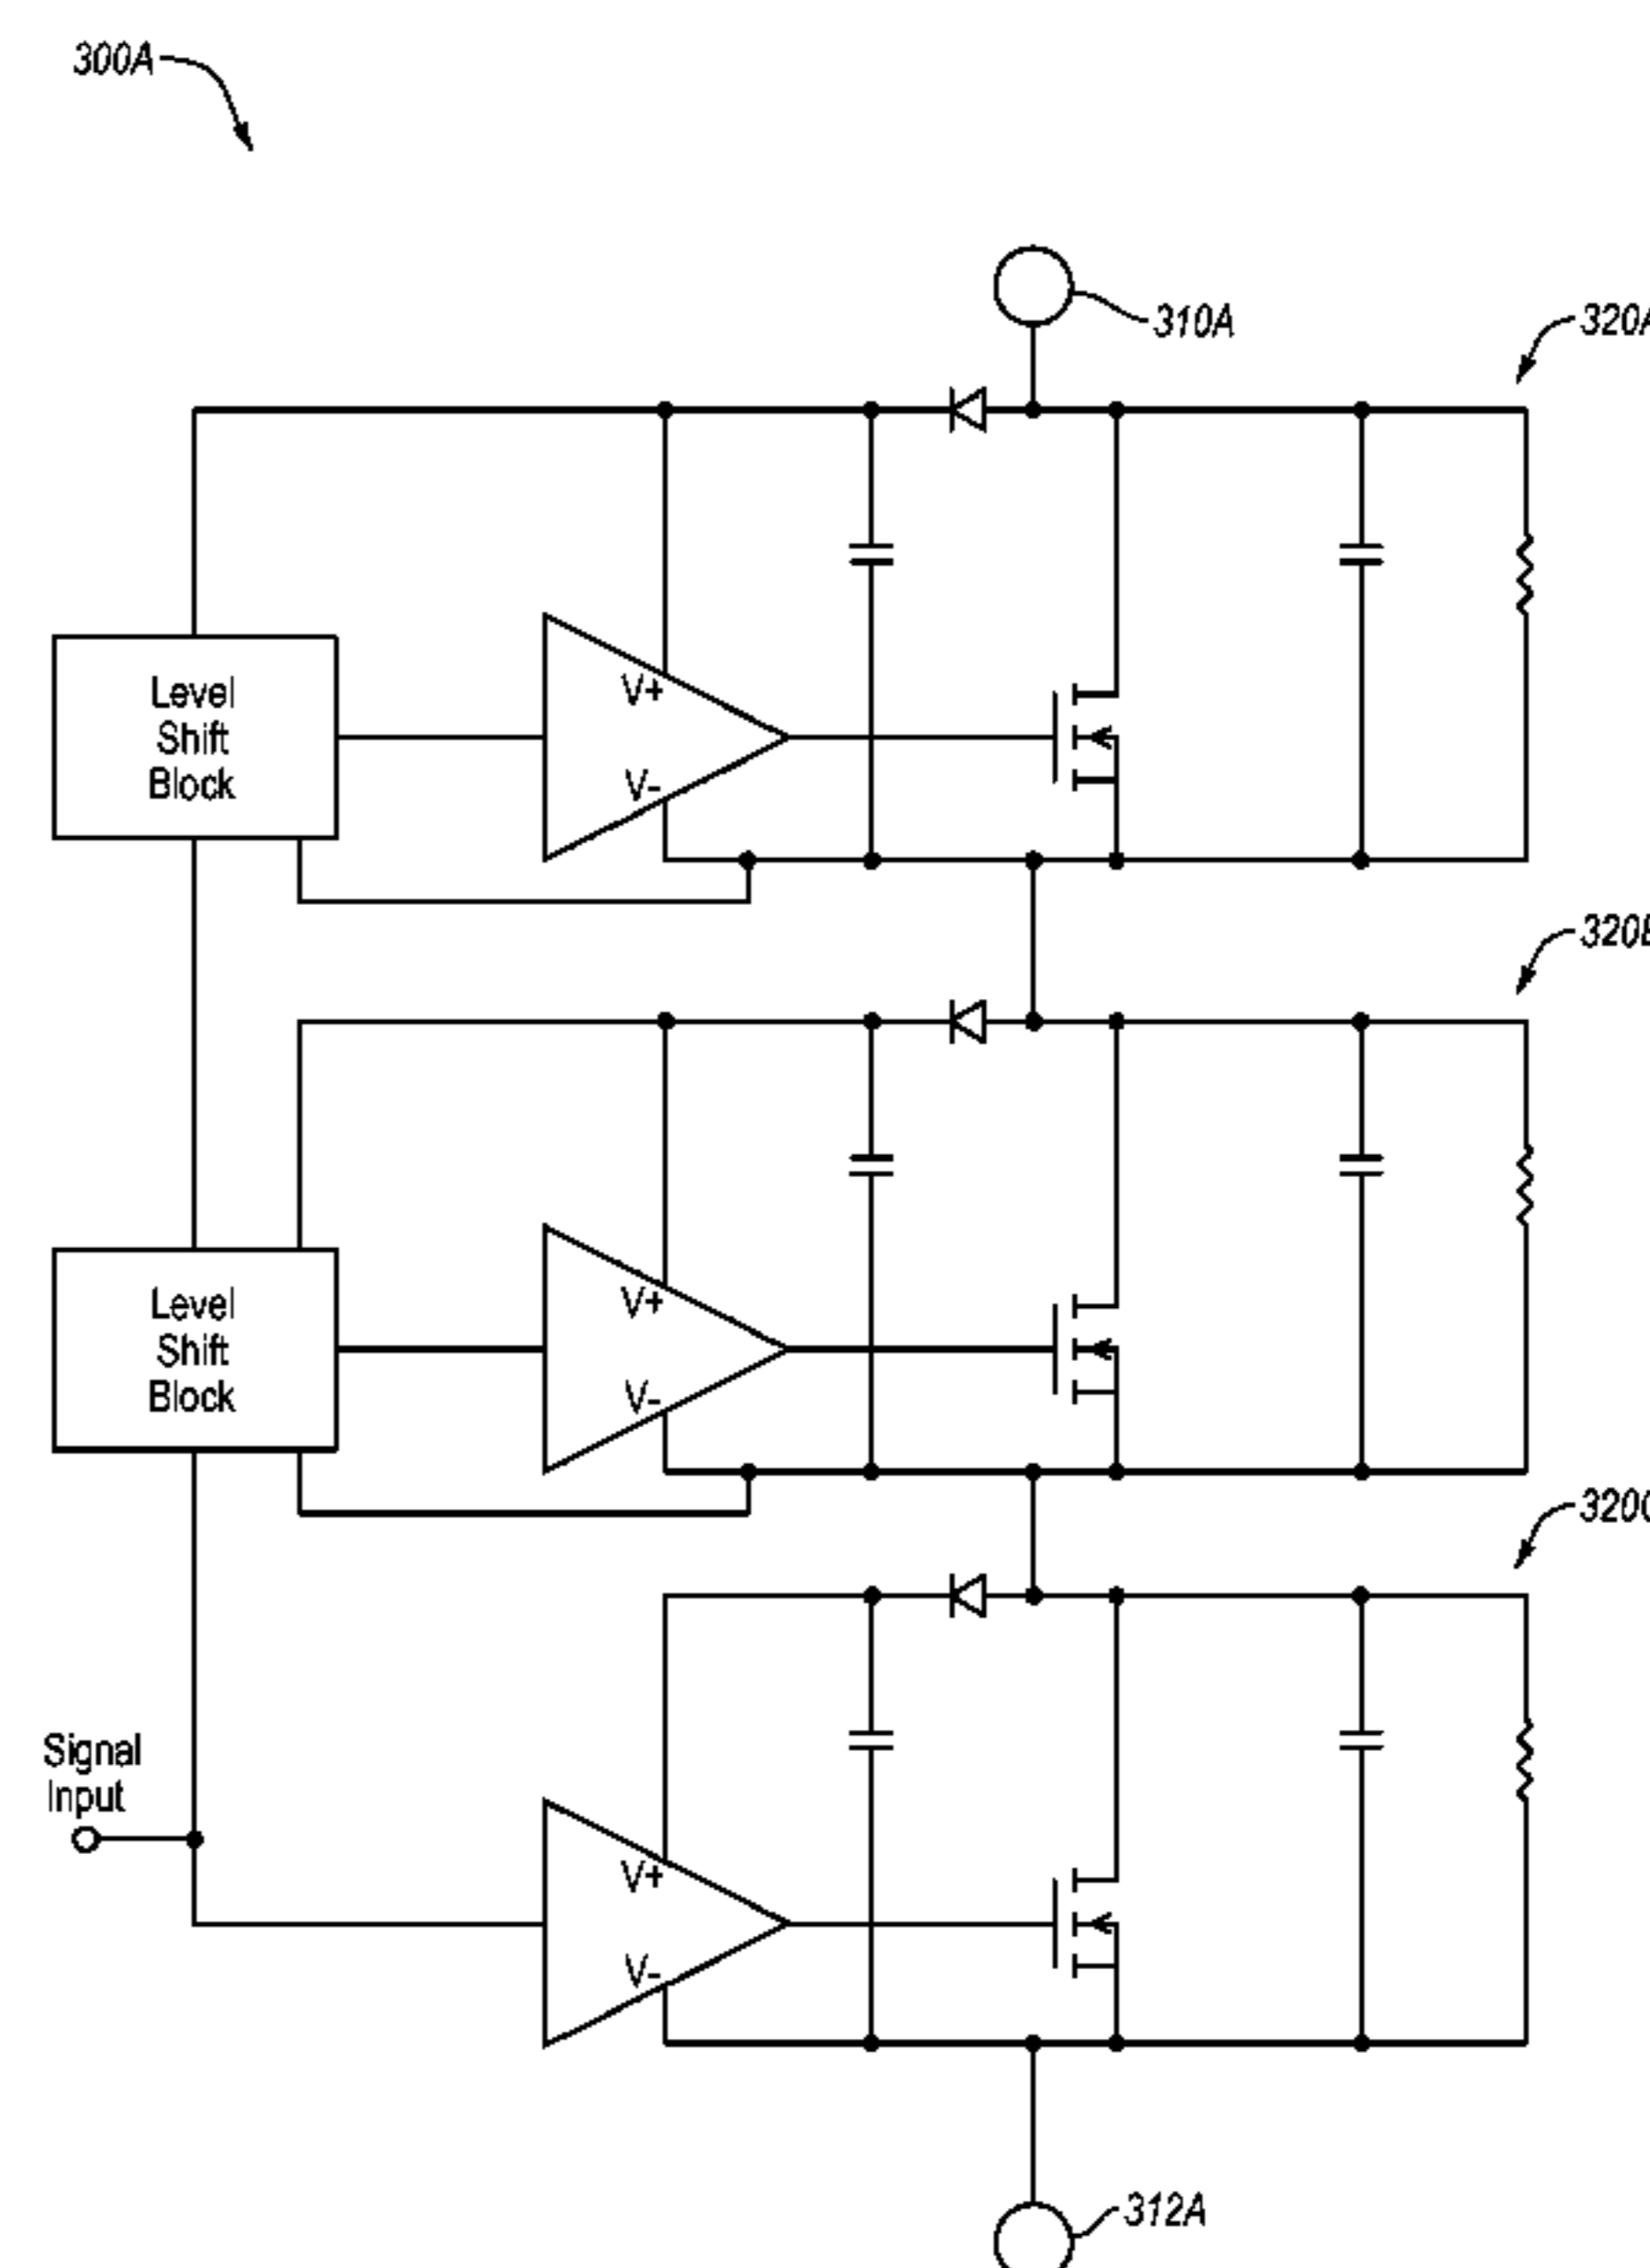 300A
310A
320A
Level
Shift
Block
V+
V-
320B
Level
Shift
Block
V+
V-
320C
Signal
Input
V+
V-
312A